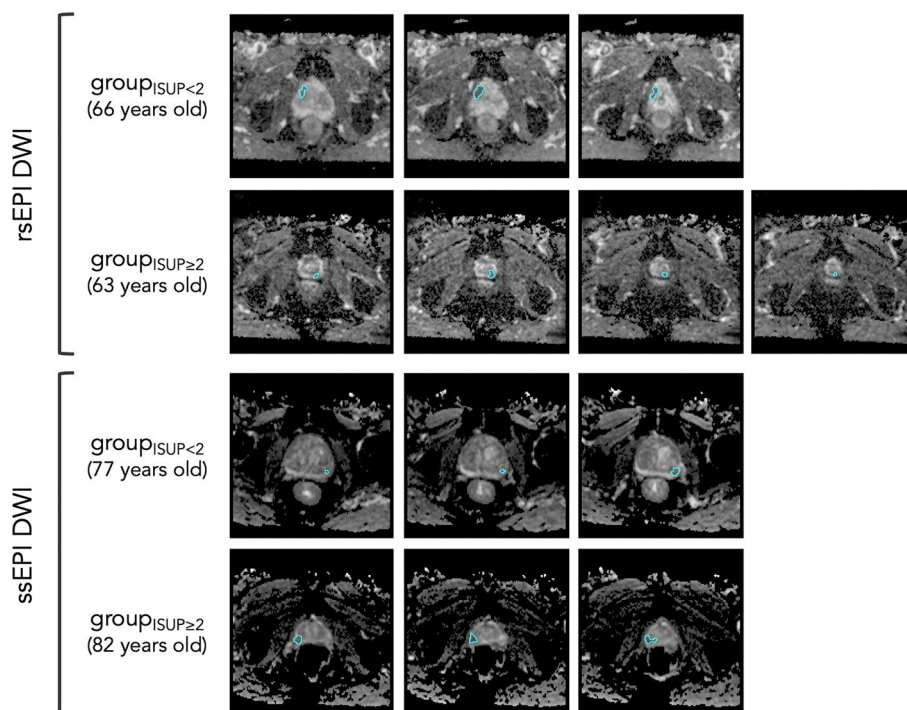 rsEPI DWI
groupISUP<2
(66 years old)
groupISUP≥2
(63 years old)
ssEPI DWI
groupISUP<2
(77 years old)
groupISUP≥2
(82 years old)